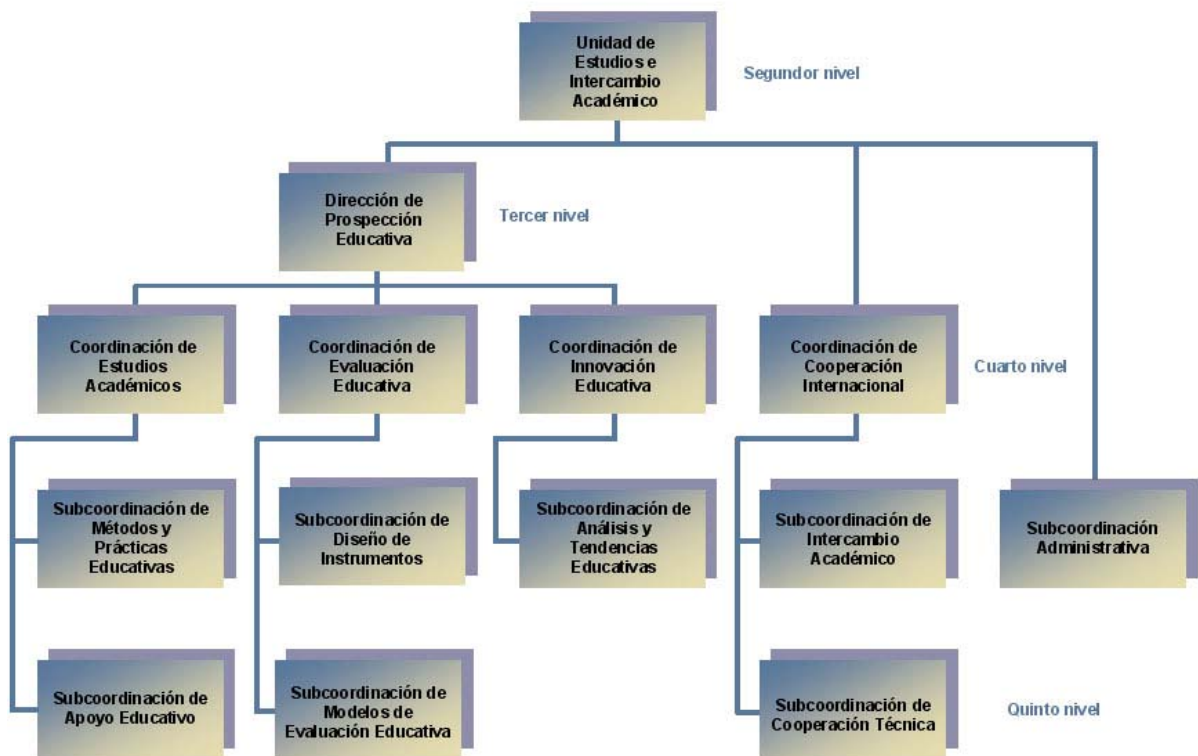 Unidad de
Estudios e
Intercambio
Académico
Segundor nivel
Dirección de
Prospección
Educativa
Tercer nivel
Coordinación de
Estudios
Académicos
Coordinación de
Evaluación
Educativa
Coordinación de
Innovación
Educativa
Coordinación de
Cooperación
Internacional
Cuarto nivel
Subcoordinación de
Métodos y
Prácticas
Educativas
Subcoordinación de
Diseño de
Instrumentos
Subcoordinación de
Análisis y
Tendencias
Educativas
Subcoordinación de
Intercambio
Académico
Subcoordinación
Administrativa
Subcoordinación de
Apoyo Educativo
Subcoordinación de
Modelos de
Evaluación Educativa
Subcoordinación de
Cooperación Técnica
Quinto nivel